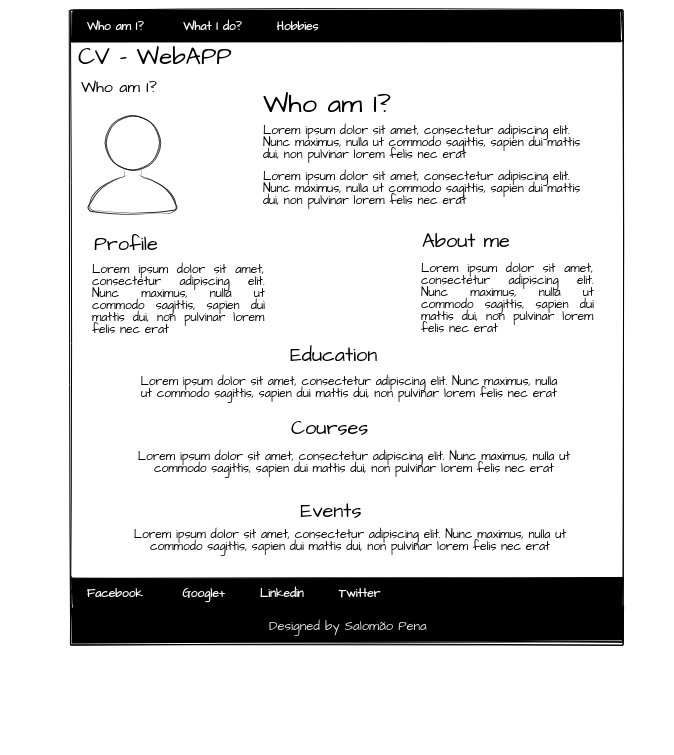 Who am I? What I do? Hobbies
CV - WebAPP
Who am I?
Who am I?
Lorem ipsum dolor sit amet, consectetur adipiscing elit.
Nunc maximus, nulla ut commodo sagittis, sapien dui mattis
dui, non pulvinar lorem felis nec erat
Lorem ipsum dolor sit amet, consectetur adipiscing elit.
Nunc maximus, nulla ut commodo sagittis, sapien dui mattis
dui, non pulvinar lorem felis nec erat
Profile
Lorem ipsum dolor sit amet,
consectetur adipiscing elit.
Nunc maximus, nulla ut
commodo sagittis, sapien dui
mattis dui, non pulvinar lorem
felis nec erat
About me
Lorem ipsum dolor sit amet,
consectetur adipiscing elit.
Nunc maximus, nulla ut
commodo sagittis, sapien dui
mattis dui, non pulvinar lorem
felis nec erat
Education
Lorem ipsum dolor sit amet, consectetur adipiscing elit. Nunc maximus, nulla
ut commodo sagittis, sapien dui mattis dui, non pulvinar lorem felis nec erat
Courses
Lorem ipsum dolor sit amet, consectetur adipiscing elit. Nunc maximus, nulla ut
commodo sagittis, sapien dui mattis dui, non pulvinar lorem felis nec erat
Events
Lorem ipsum dolor sit amet, consectetur adipiscing elit. Nunc maximus, nulla ut
commodo sagittis, sapien dui mattis dui, non pulvinar lorem felis nec erat
Facebook Google+ Linkedin Twitter
Designed by Salomão Pena